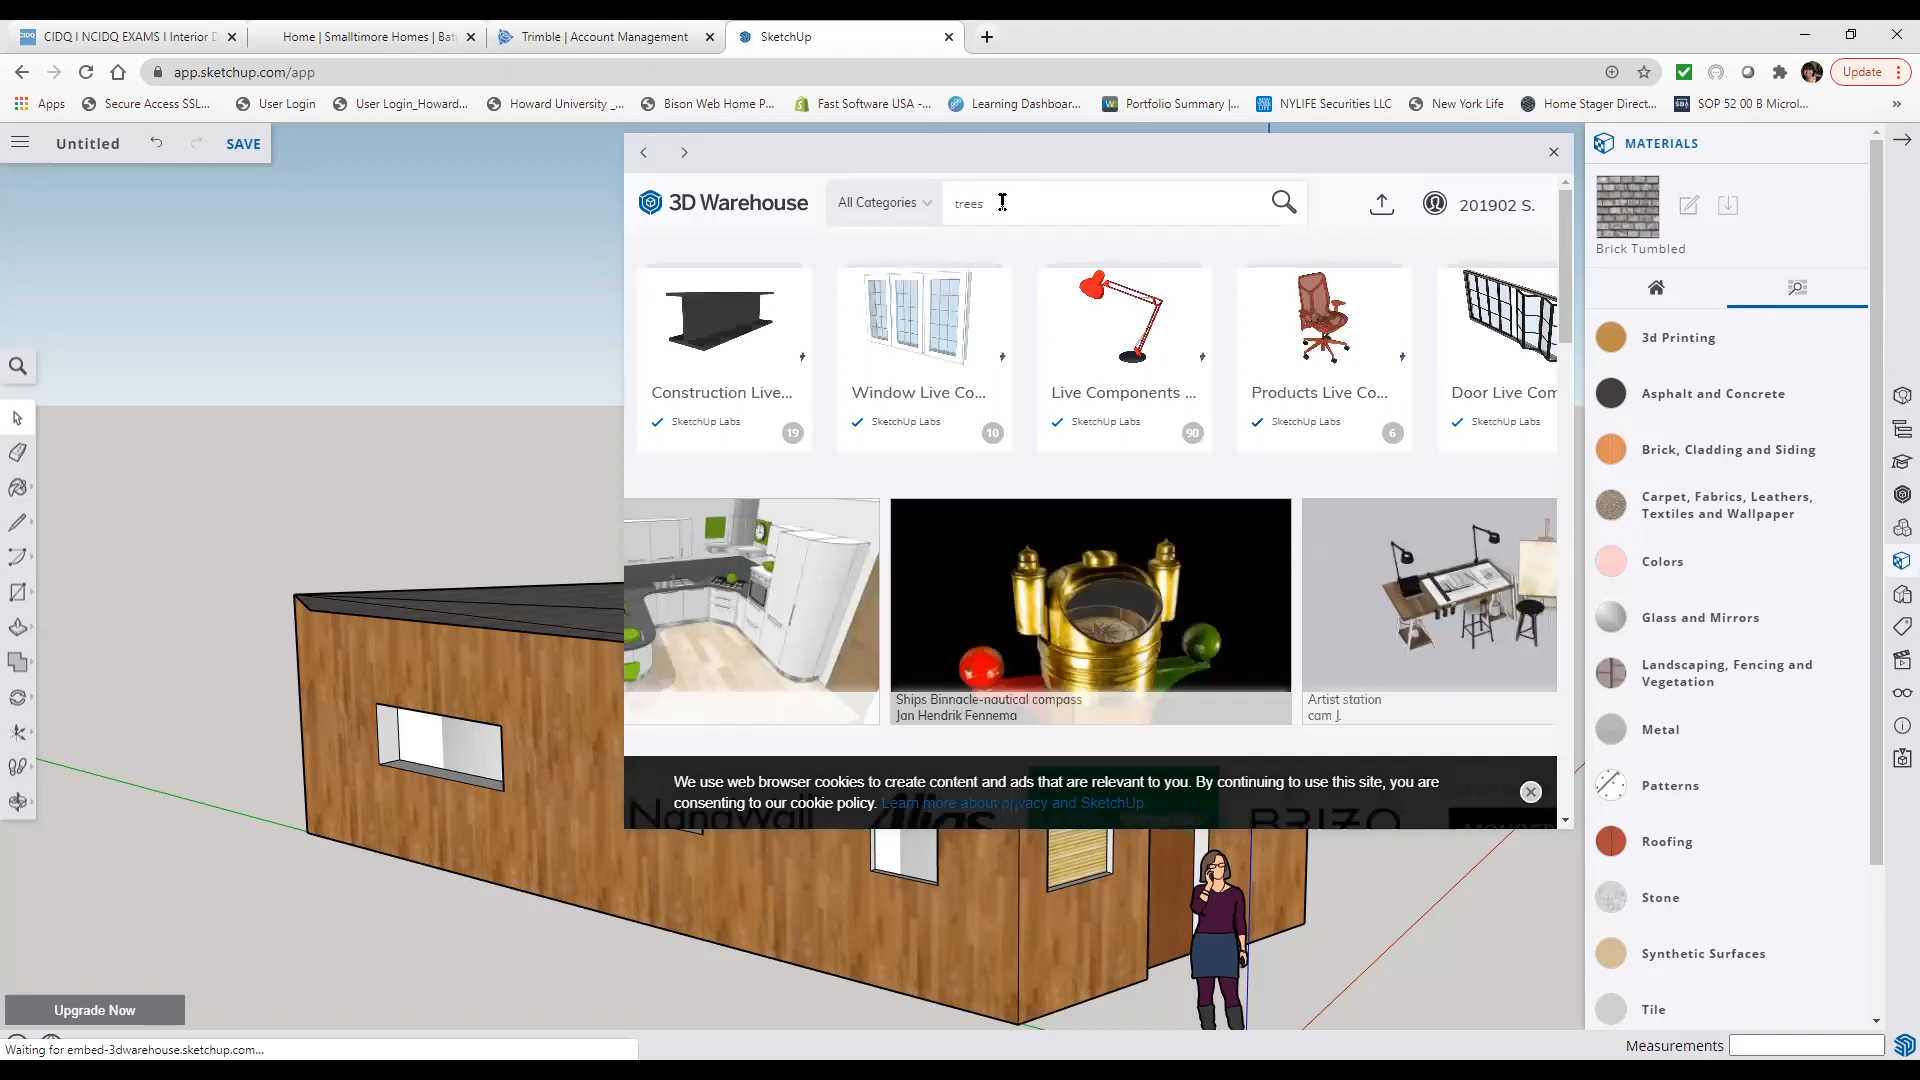 CIDQ I NCIDQ EXAMS I Interior D
Home | Smalltimore Homes | Balt
Trimble | Account Management
SketchUp
app.sketchup.com/app
Update
Apps
Secure Access SSL...
User Login
User Login_Howard...
Howard University _...
Bison Web Home P...
Fast Software USA -...
Learning Dashboar...
Portfolio Summary |...
NYLIFE Securities LLC
New York Life
Home Stager Direct...
SOP 52 00 B Microl...
Untitled
SAVE
MATERIALS
3D Warehouse
All Categories
trees
201902 S.
Brick Tumbled
Construction Live...
SketchUp Labs
19
Window Live Co...
SketchUp Labs
10
Live Components ...
SketchUp Labs
90
Products Live Co...
SketchUp Labs
6
Door Live Com
SketchUp Labs
3d Printing
Asphalt and Concrete
Brick, Cladding and Siding
Carpet, Fabrics, Leathers,
Textiles and Wallpaper
Colors
Glass and Mirrors
Landscaping, Fencing and
Vegetation
Metal
Patterns
Roofing
Stone
Synthetic Surfaces
Tile
Ships Binnacle-nautical compass
Jan Hendrik Fennema
Artist station
cam J.
We use web browser cookies to create content and ads that are relevant to you. By continuing to use this site, you are
consenting to our cookie policy. Learn more about privacy and SketchUp.
Nanawall
Alias
BRIZO
Upgrade Now
Waiting for embed-3dwarehouse.sketchup.com...
Measurements